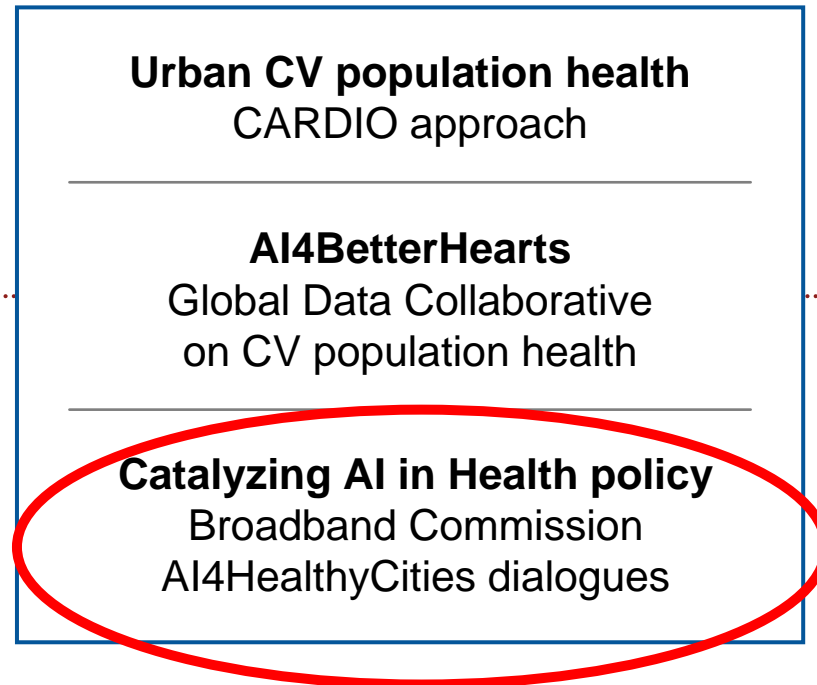 Urban CV population health
CARDIO approach
AI4BetterHearts
Global Data Collaborative
on CV population health
Catalyzing AI in Health policy
Broadband Commission
AI4HealthyCities dialogues